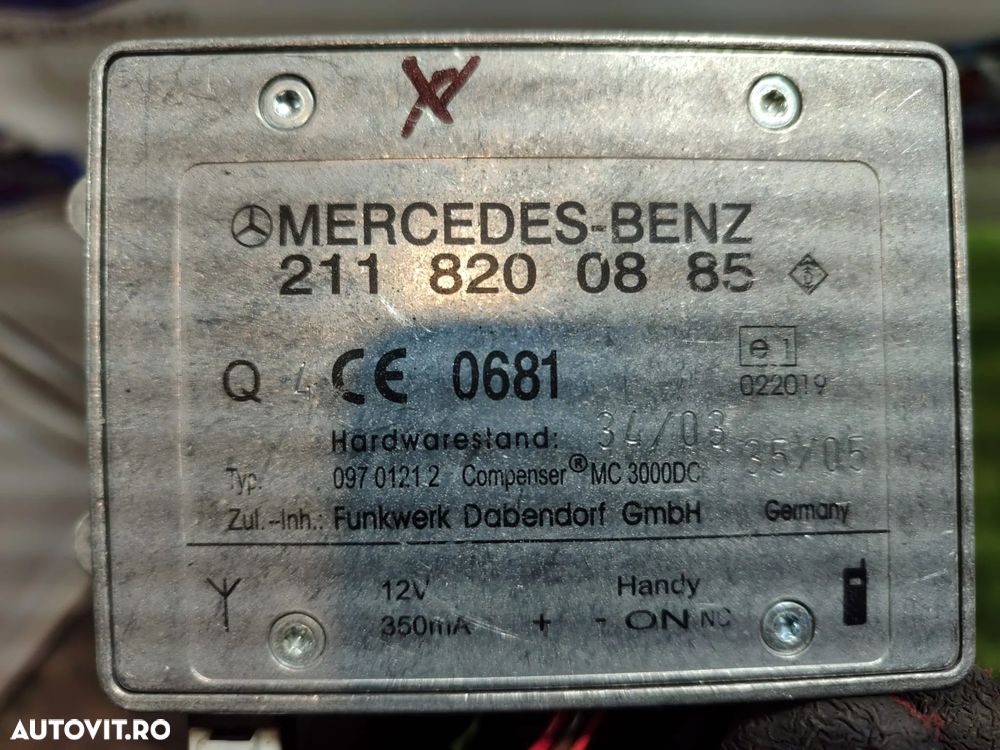 MERCEDES-BENZ
211 820 08 85
Q 4 CE 0681 e1
022019
Hardwarestand: 34/03 35/05
Typ. 097 0121 2 Compenser® MC 3000DC
Zul.-Inh.: Funkwerk Dabendorf GmbH Germany
12V Handy
350mA + - ON NC
AUTOVIT.RO